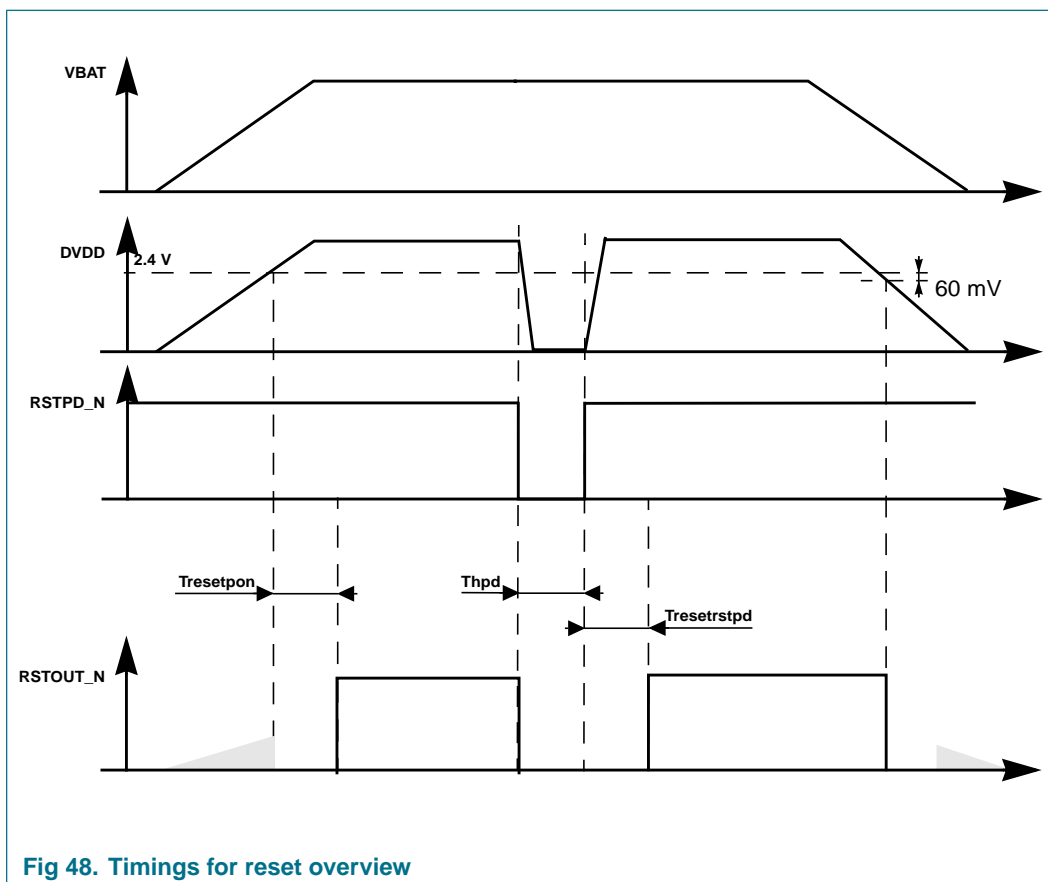 VBAT
DVDD
2.4 V
60 mV
RSTPD_N
Tresetpon
Thpd
Tresetrstpd
RSTOUT_N
Fig 48. Timings for reset overview